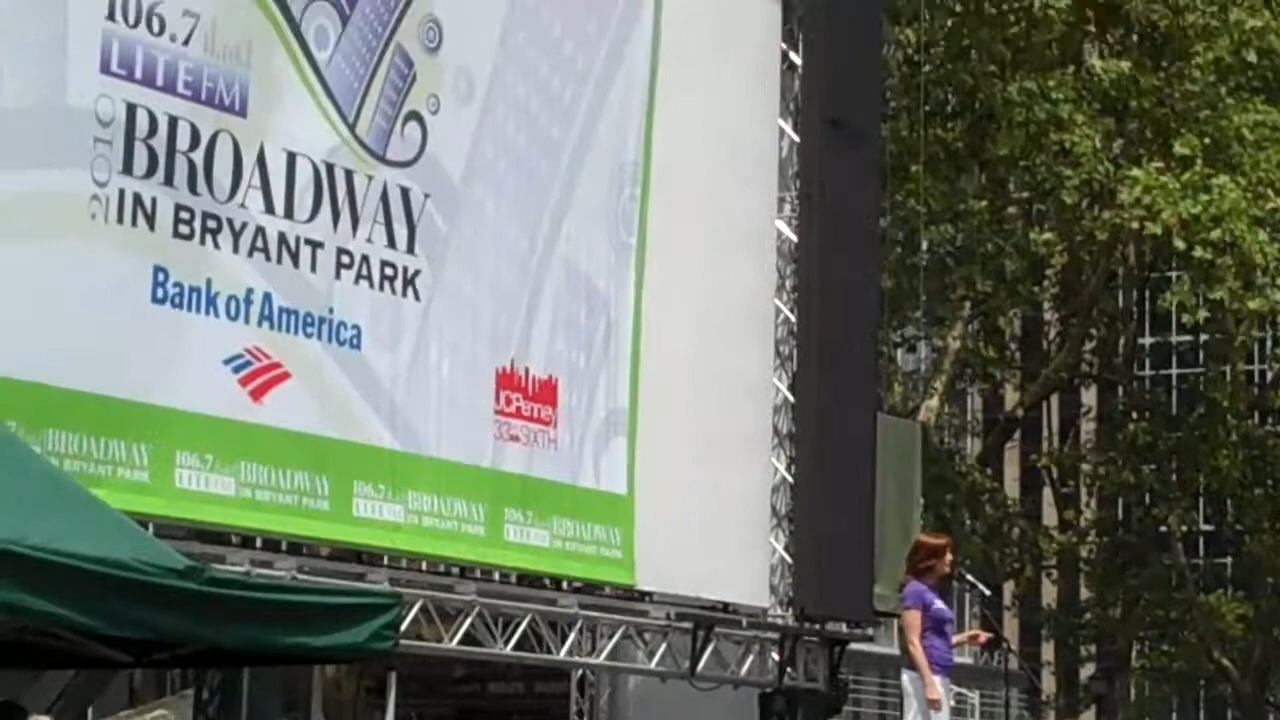 106.7
LITE FM
2010
BROADWAY
IN BRYANT PARK
Bank of America
JCPenney
33RD & SIXTH
BROADWAY
IN BRYANT PARK
106.7
LITE FM
BROADWAY
IN BRYANT PARK
106.7
LITE FM
BROADWAY
IN BRYANT PARK
106.7
LITE FM
BROADWAY
IN BRYANT PARK